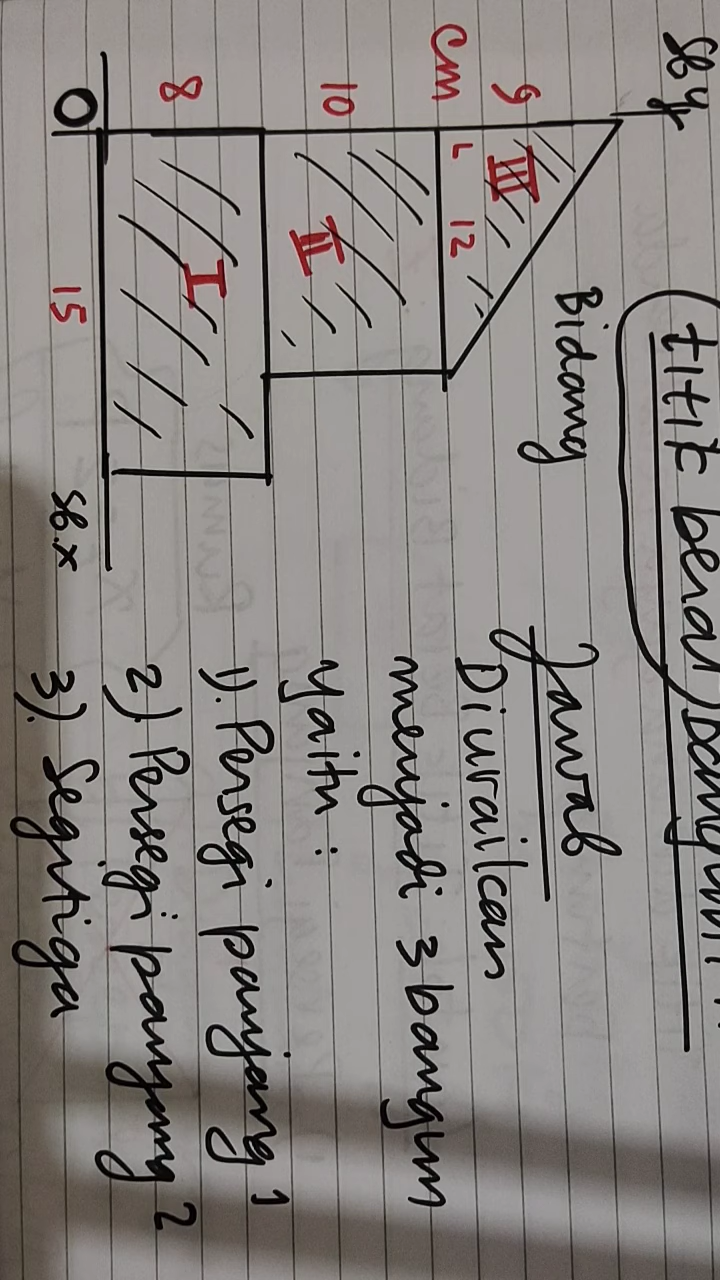 titik berat bangun
sb y
9
cm
L 12
III
10
II
8
I
O
15
sb.x
Bidang
Jawab
Diuraikan
menjadi 3 bangun
yaitu :
1). Persegi panjang 1
2). Persegi panjang 2
3). Segitiga